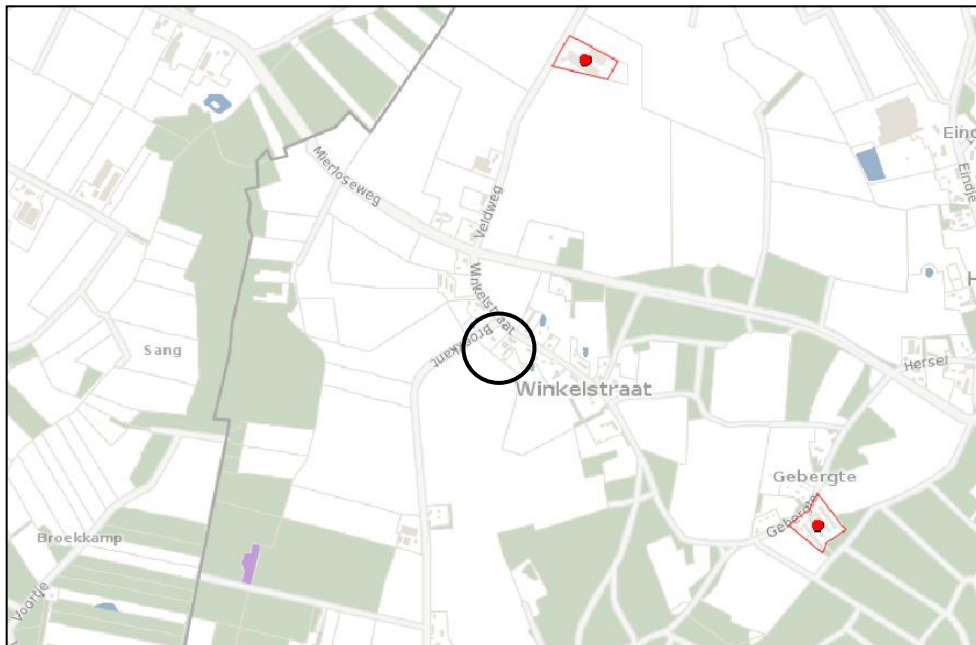 Eind
Eindje
Mierloseweg
Veldweg
Winkelstraat
H
Sang
Broekkant
Hersel
Winkelstraat
Gebergte
Gebergte
Broekkamp
Voortje